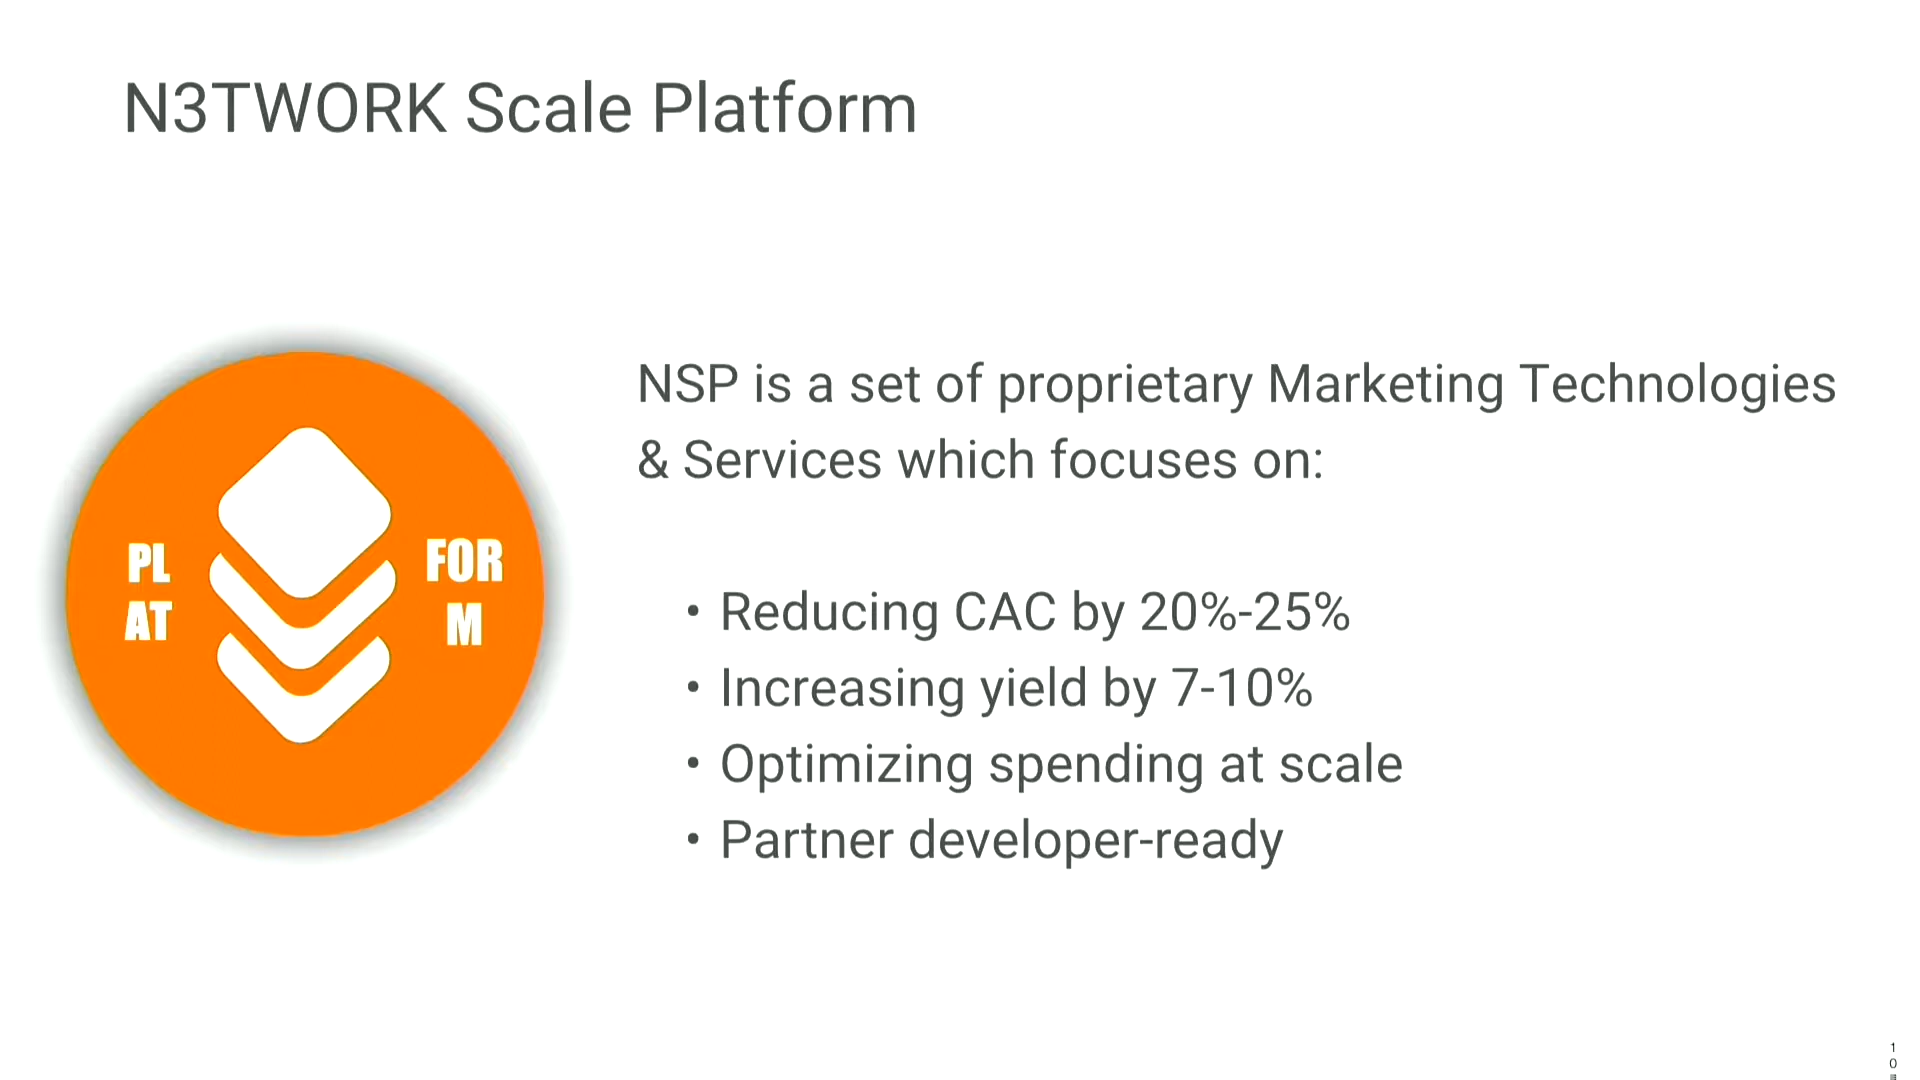 N3TWORK Scale Platform
NSP is a set of proprietary Marketing Technologies
& Services which focuses on:
• Reducing CAC by 20%-25%
• Increasing yield by 7-10%
• Optimizing spending at scale
• Partner developer-ready
PL
AT
FOR
M
1
0